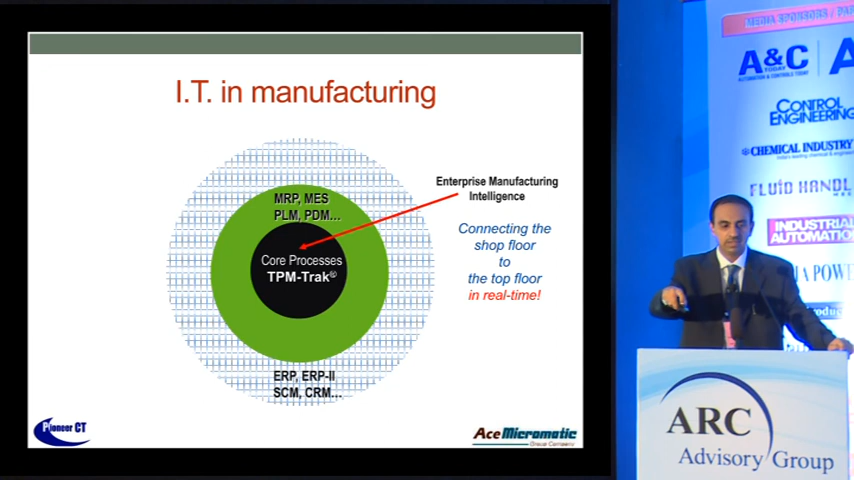 I.T. in manufacturing
MRP, MES
PLM, PDM...
Core Processes
TPM-Trak®
ERP, ERP-II
SCM, CRM...
Enterprise Manufacturing
Intelligence
Connecting the
shop floor
to
the top floor
in real-time!
Pioneer CT
AceMicromatic
Group Company
MEDIA SPONSORS /
A&C
TODAY
AUTOMATION & CONTROLS TODAY
CONTROL
ENGINEERING
CHEMICAL INDUSTRY
FLUID HANDL
INDUSTRIAL
AUTOMATION
A POWE
ARC
Advisory Group